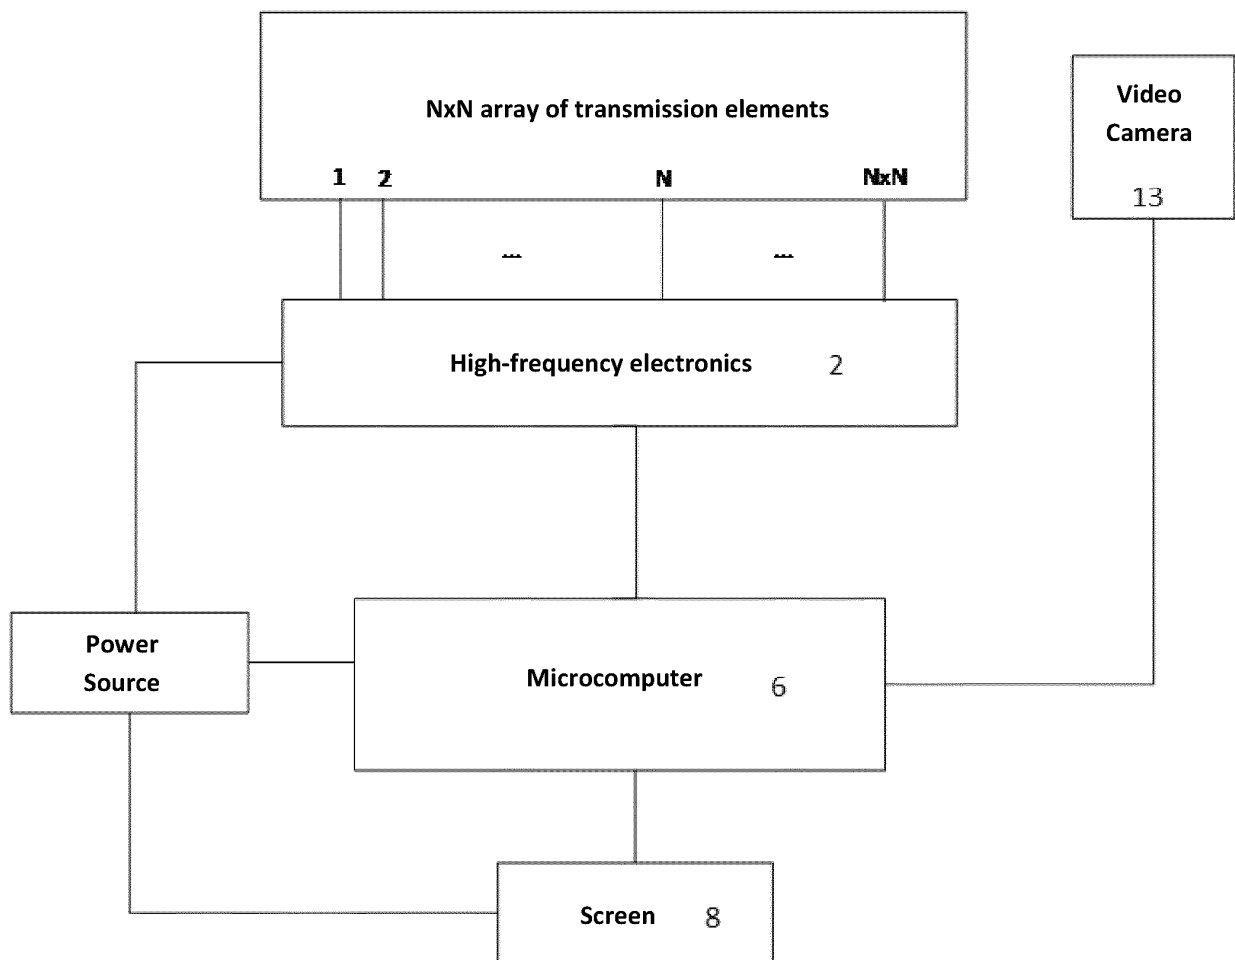 NxN array of transmission elements
1 2 N NxN
Video
Camera
13
... ...
High-frequency electronics 2
Power
Source
Microcomputer 6
Screen 8